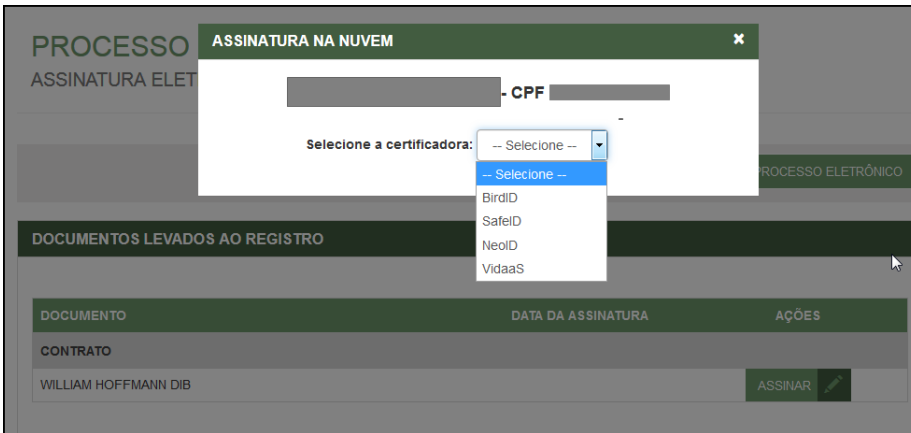 PROCESSO
ASSINATURA ELET
ASSINATURA NA NUVEM
- CPF
-
Selecione a certificadora: -- Selecione --
-- Selecione --
BirdID
SafeID
NeoID
VidaaS
PROCESSO ELETRÔNICO
DOCUMENTOS LEVADOS AO REGISTRO
DOCUMENTO DATA DA ASSINATURA AÇÕES
CONTRATO
WILLIAM HOFFMANN DIB ASSINAR